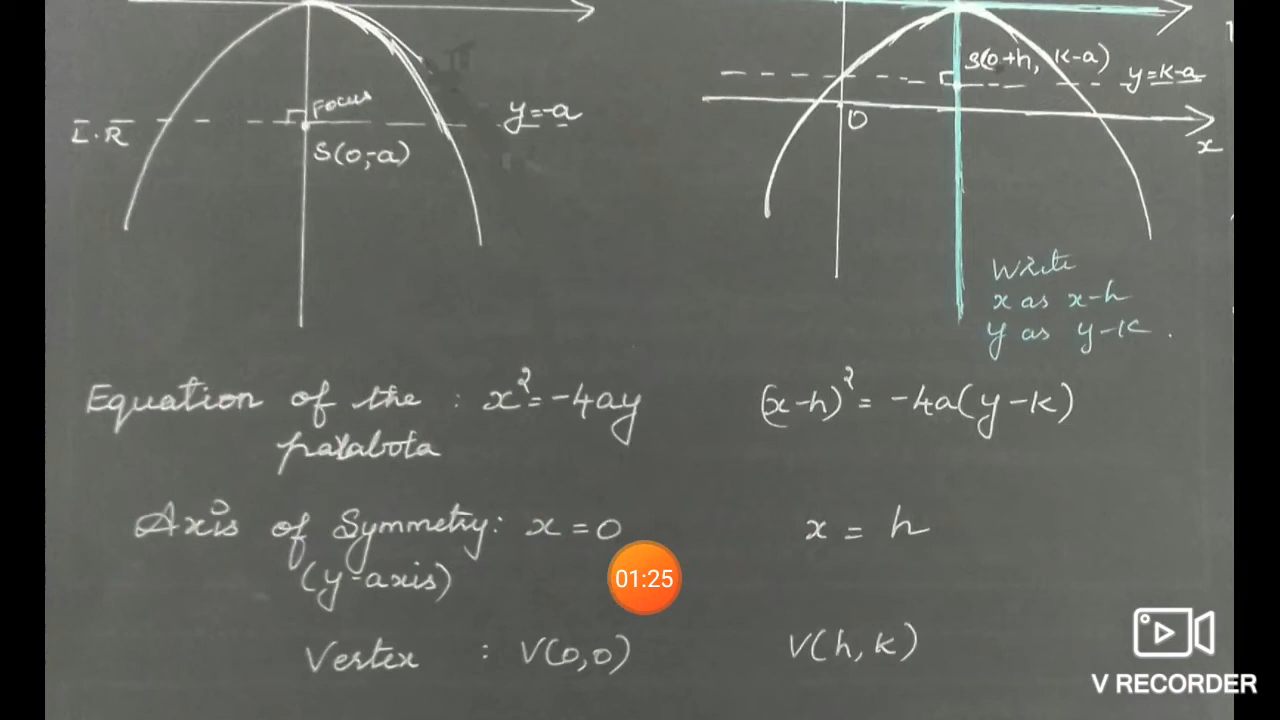 Focus
L.R
y=-a
S(0,-a)
S(0+h, k-a)
y=k-a
O
x
Write
x as x-h
y as y-k.
Equation of the parabola : x²=-4ay
(x-h)² = -4a(y-k)
Axis of Symmetry: x=0
(y-axis)
x = h
01:25
Vertex : V(0,0)
V(h,k)
V RECORDER